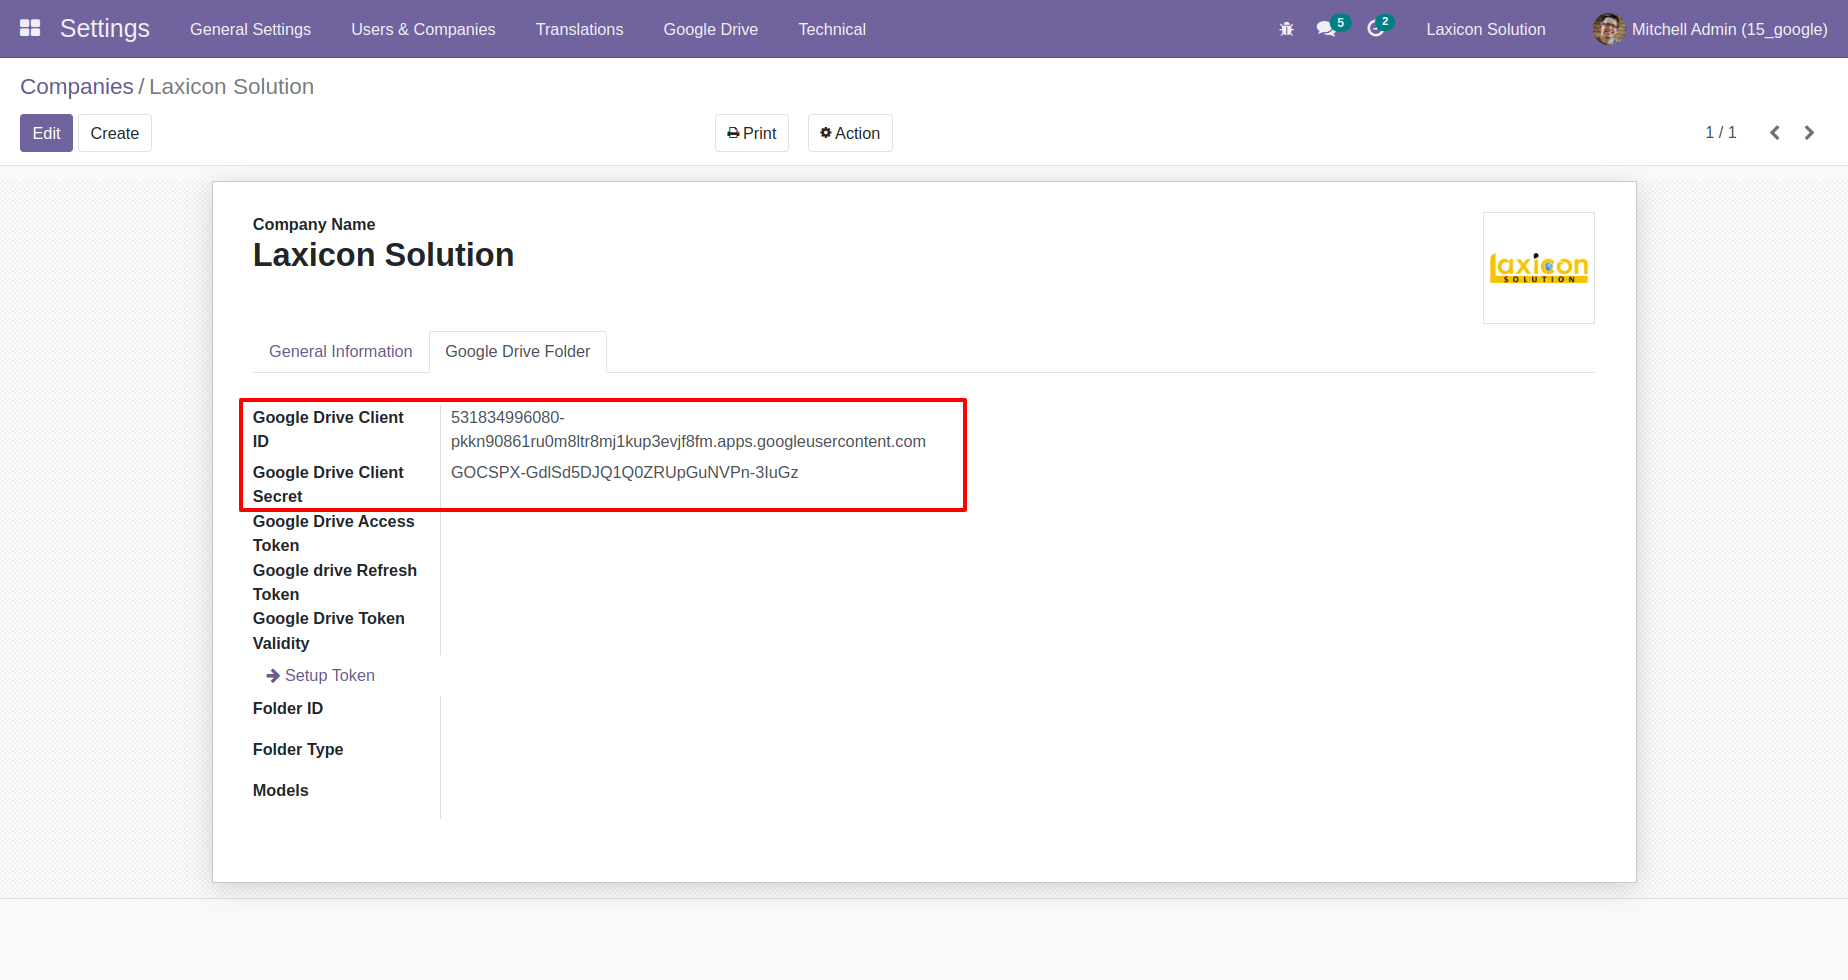 Settings General Settings Users & Companies Translations Google Drive Technical 5 2 Laxicon Solution Mitchell Admin (15_google)
Companies / Laxicon Solution
Edit Create Print Action 1 / 1
Company Name
Laxicon Solution
laxicon
SOLUTION
General Information Google Drive Folder
Google Drive Client
ID
531834996080-
pkkn90861ru0m8ltr8mj1kup3evjf8fm.apps.googleusercontent.com
Google Drive Client
Secret
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
Google Drive Access
Token
Google drive Refresh
Token
Google Drive Token
Validity
Setup Token
Folder ID
Folder Type
Models